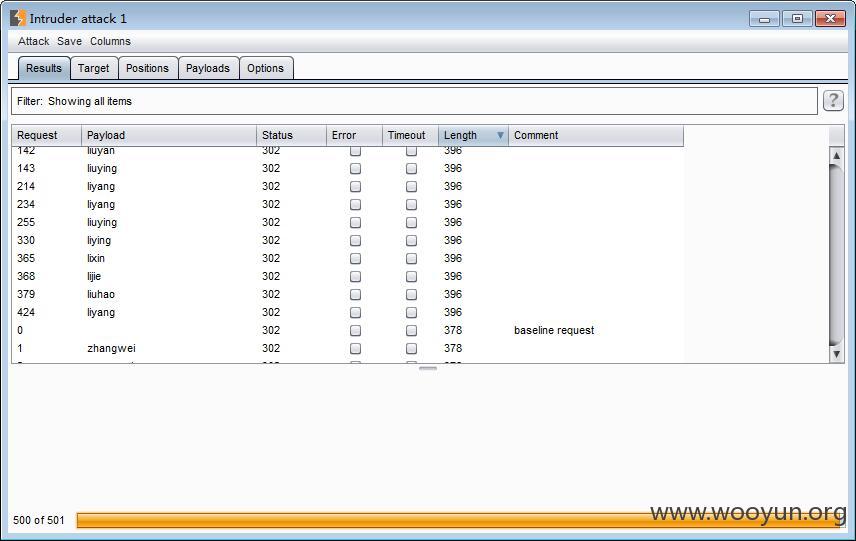 Intruder attack 1
Attack Save Columns
Results Target Positions Payloads Options
Filter: Showing all items ?
Request Payload Status Error Timeout Length Comment
142 liuyan 302 396
143 liuying 302 396
214 liyang 302 396
234 liyang 302 396
255 liuying 302 396
330 liying 302 396
365 lixin 302 396
368 lijie 302 396
379 liuhao 302 396
424 liyang 302 396
0 302 378 baseline request
1 zhangwei 302 378
500 of 501
www.wooyun.org